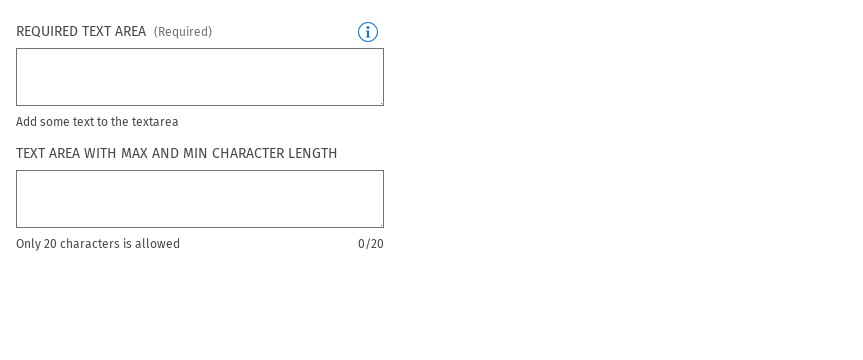 REQUIRED TEXT AREA (Required)
Add some text to the textarea
TEXT AREA WITH MAX AND MIN CHARACTER LENGTH
Only 20 characters is allowed 0/20